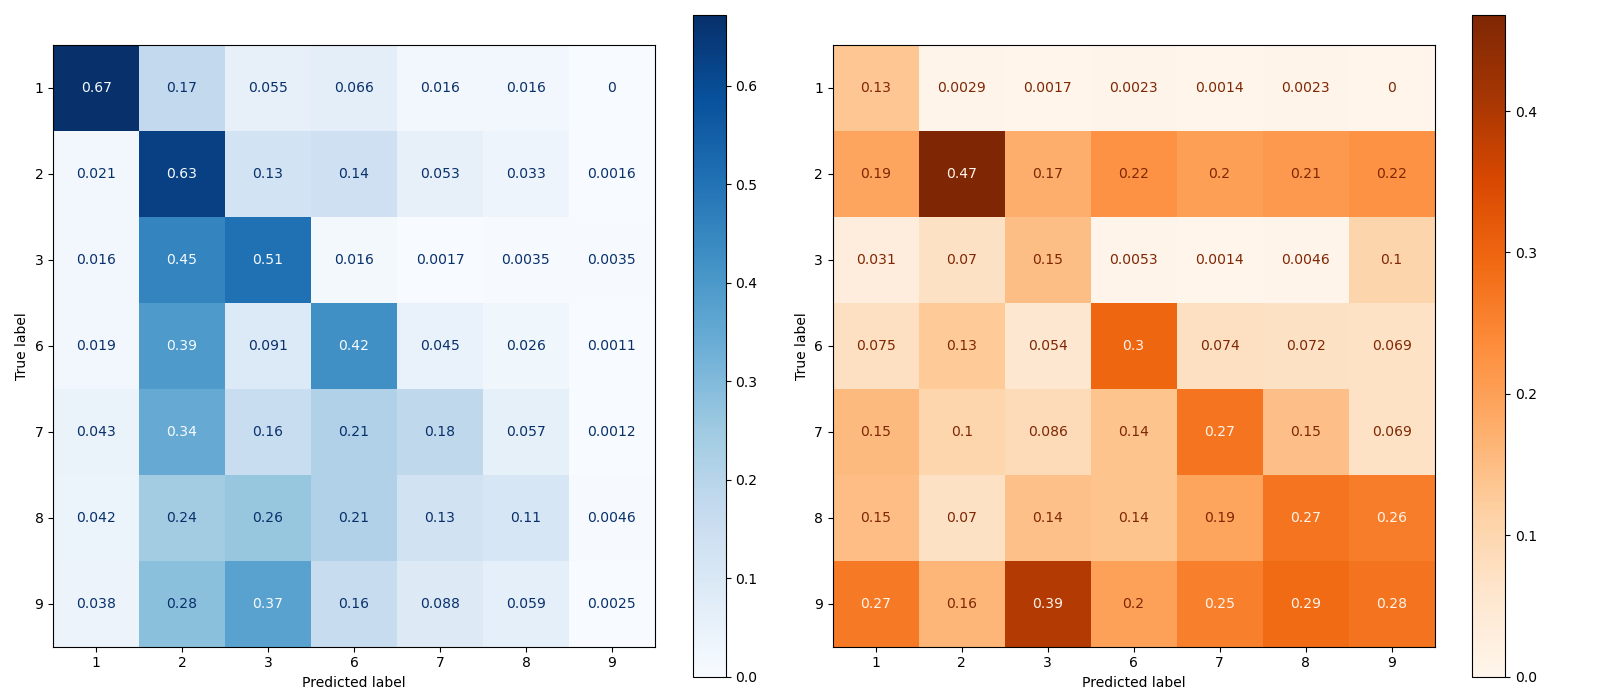 1 0.67 0.17 0.055 0.066 0.016 0.016 0
2 0.021 0.63 0.13 0.14 0.053 0.033 0.0016
3 0.016 0.45 0.51 0.016 0.0017 0.0035 0.0035
6 0.019 0.39 0.091 0.42 0.045 0.026 0.0011
7 0.043 0.34 0.16 0.21 0.18 0.057 0.0012
8 0.042 0.24 0.26 0.21 0.13 0.11 0.0046
9 0.038 0.28 0.37 0.16 0.088 0.059 0.0025
1 2 3 6 7 8 9
Predicted label
True label
0.6
0.5
0.4
0.3
0.2
0.1
0.0
1 0.13 0.0029 0.0017 0.0023 0.0014 0.0023 0
2 0.19 0.47 0.17 0.22 0.2 0.21 0.22
3 0.031 0.07 0.15 0.0053 0.0014 0.0046 0.1
6 0.075 0.13 0.054 0.3 0.074 0.072 0.069
7 0.15 0.1 0.086 0.14 0.27 0.15 0.069
8 0.15 0.07 0.14 0.14 0.19 0.27 0.26
9 0.27 0.16 0.39 0.2 0.25 0.29 0.28
1 2 3 6 7 8 9
Predicted label
True label
0.4
0.3
0.2
0.1
0.0